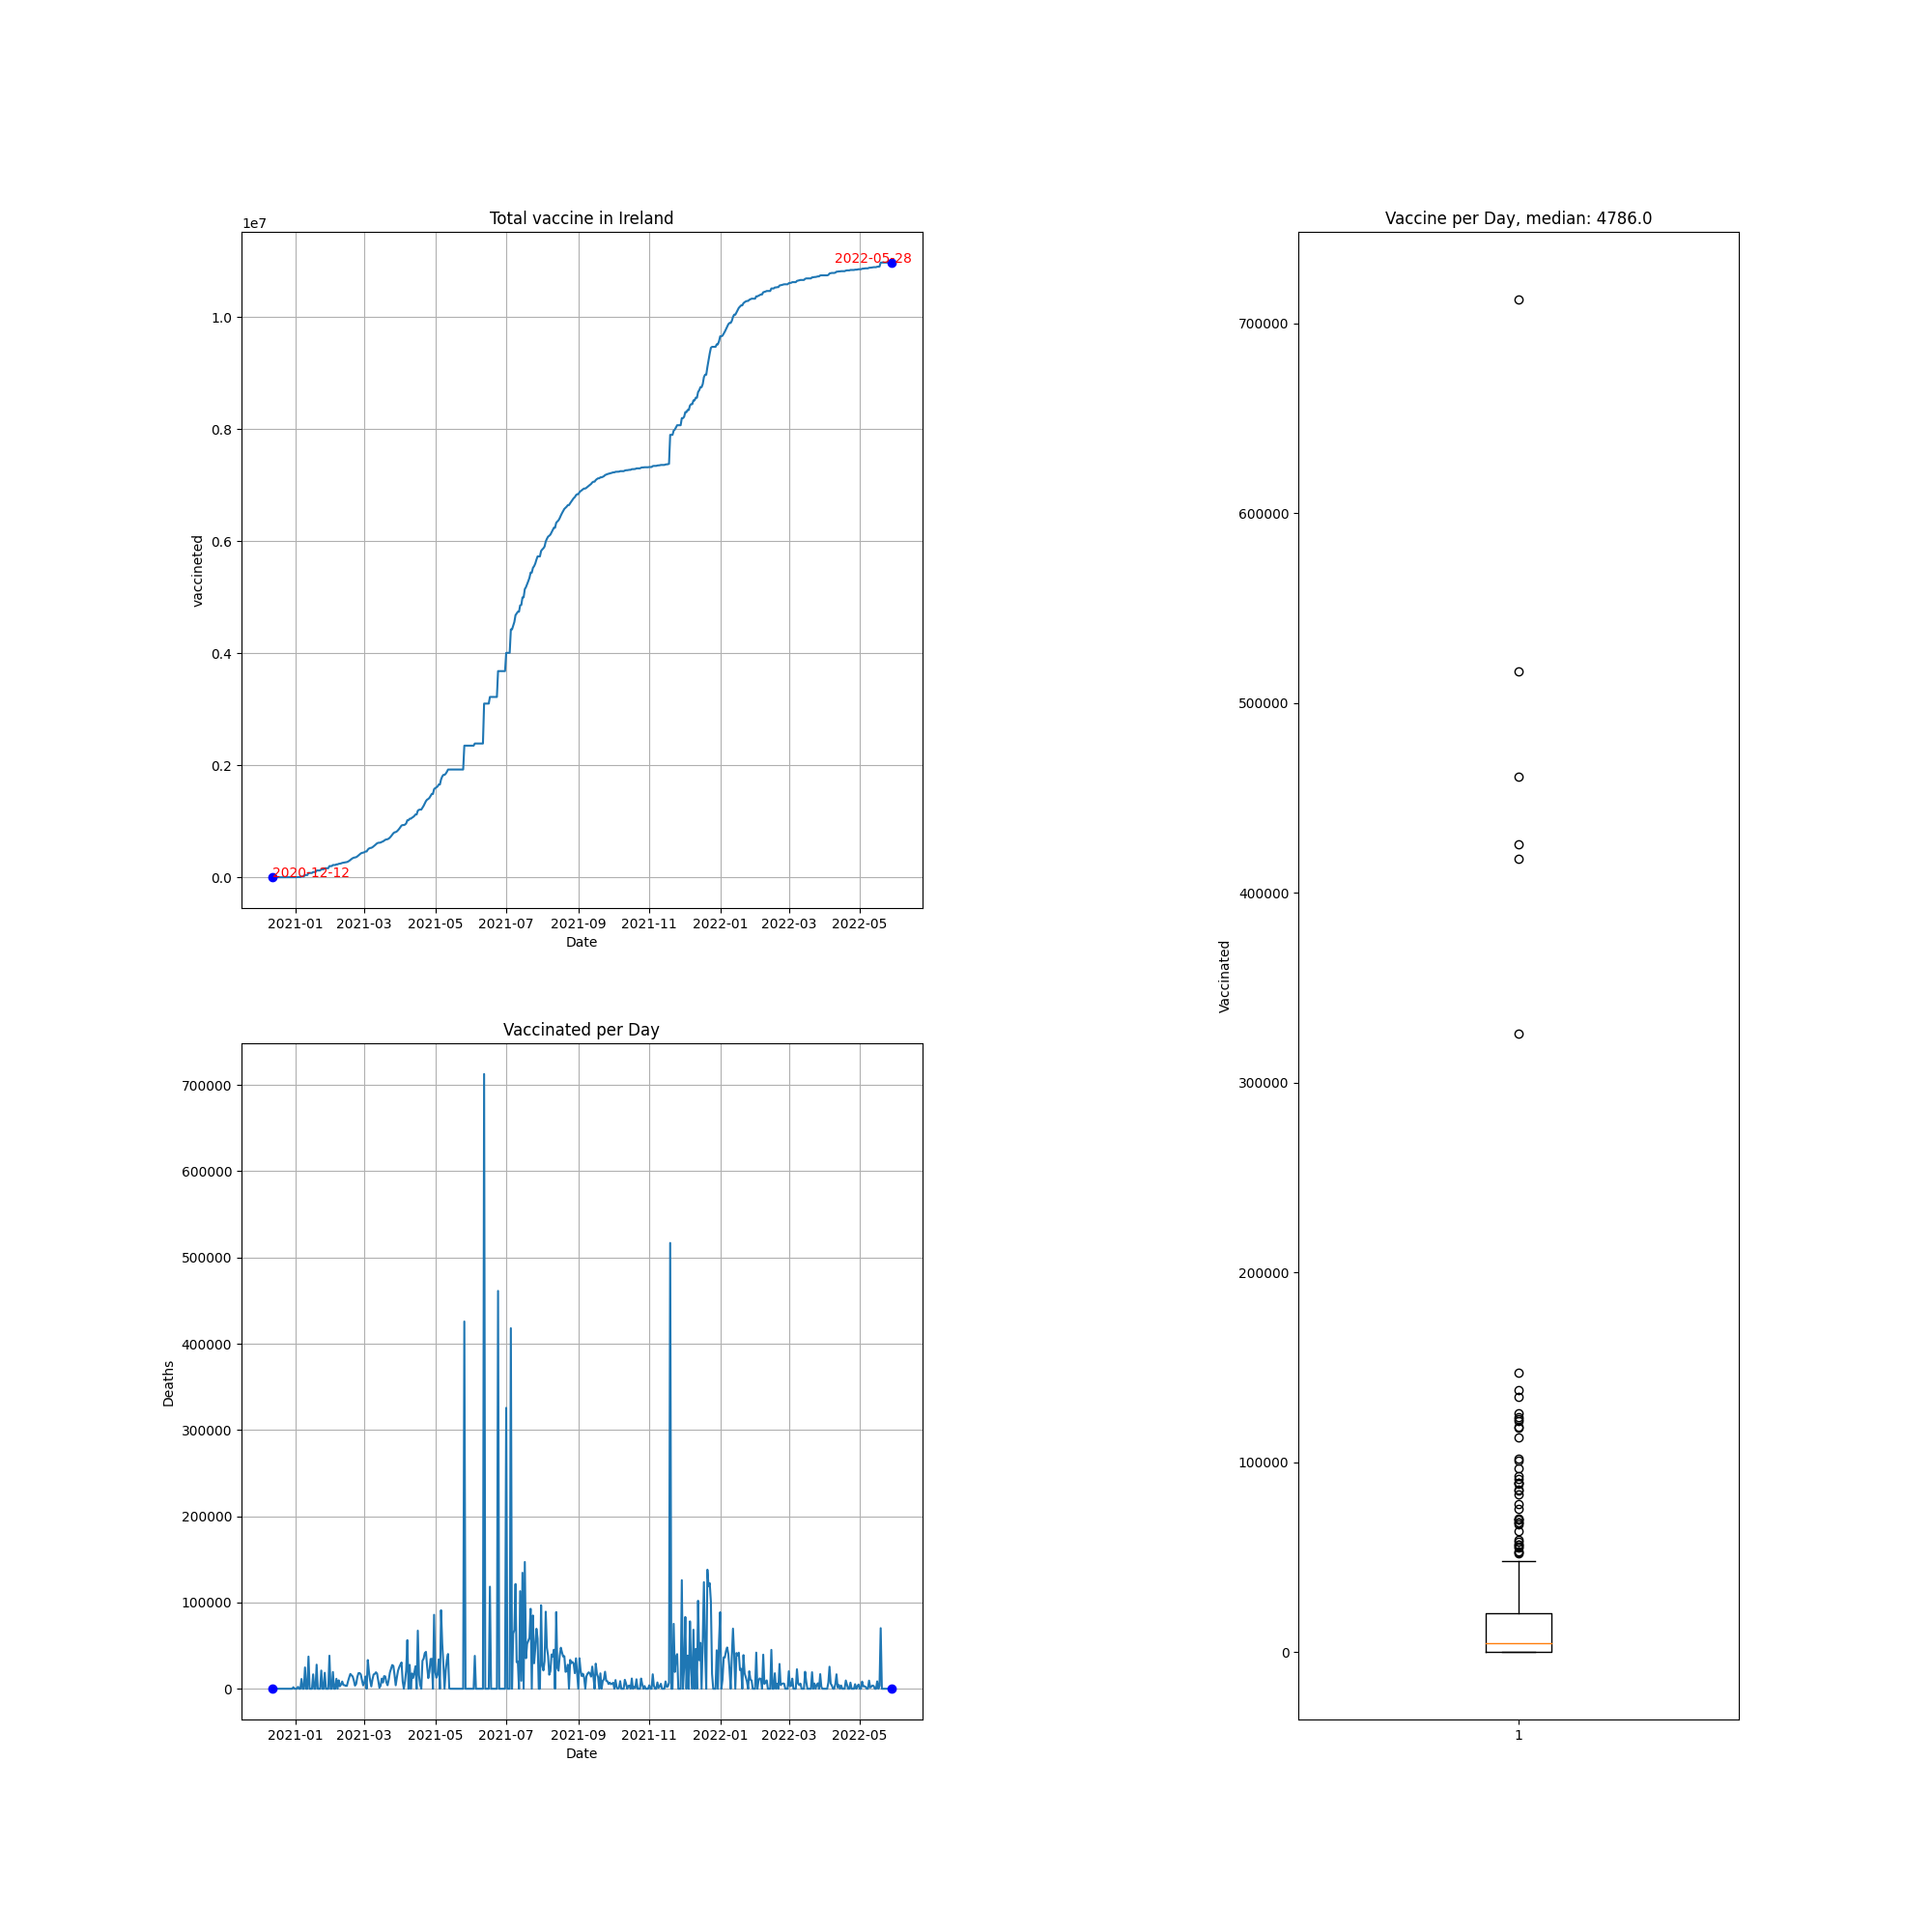 Total vaccine in Ireland
1e7
1.0
0.8
0.6
0.4
0.2
0.0
vaccineted
2020-12-12
2022-05-28
2021-01 2021-03 2021-05 2021-07 2021-09 2021-11 2022-01 2022-03 2022-05
Date
Vaccinated per Day
700000
600000
500000
400000
300000
200000
100000
0
Deaths
2021-01 2021-03 2021-05 2021-07 2021-09 2021-11 2022-01 2022-03 2022-05
Date
Vaccine per Day, median: 4786.0
700000
600000
500000
400000
300000
200000
100000
0
Vaccinated
1